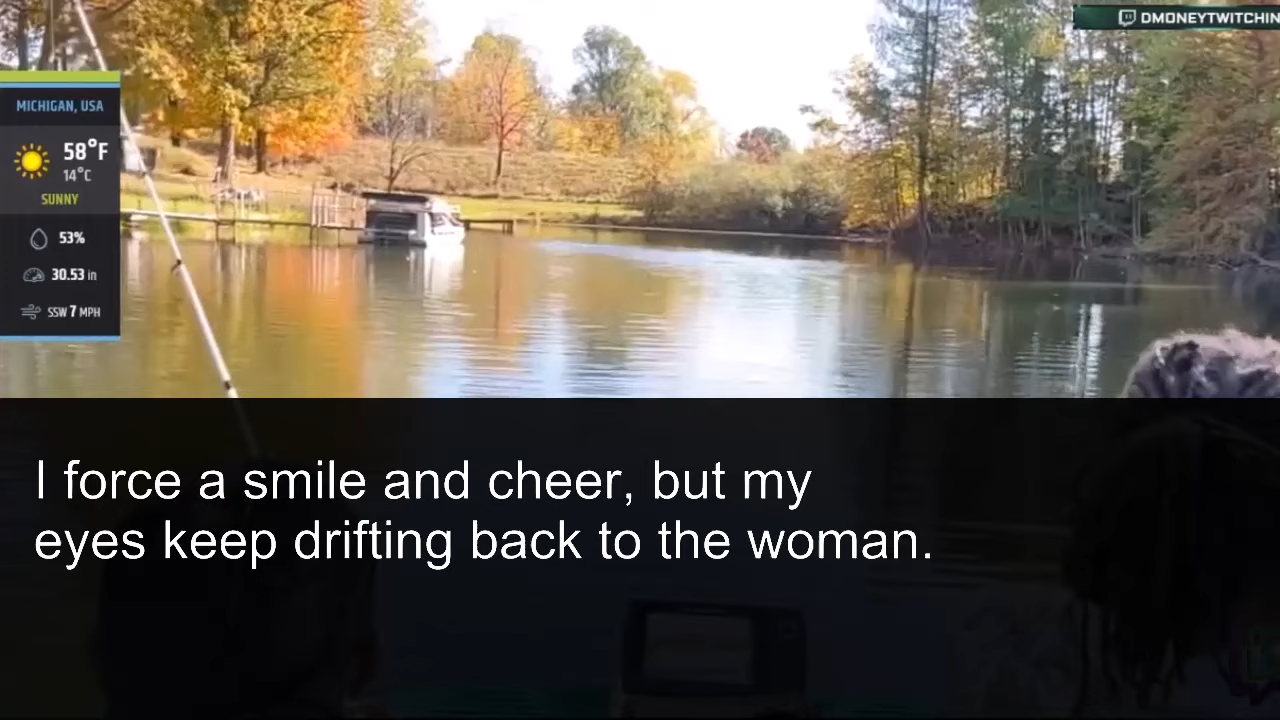 DMONEYTWITCHIN
MICHIGAN, USA
58°F
14°C
SUNNY
53%
30.53 in
SSW 7 MPH
I force a smile and cheer, but my
eyes keep drifting back to the woman.